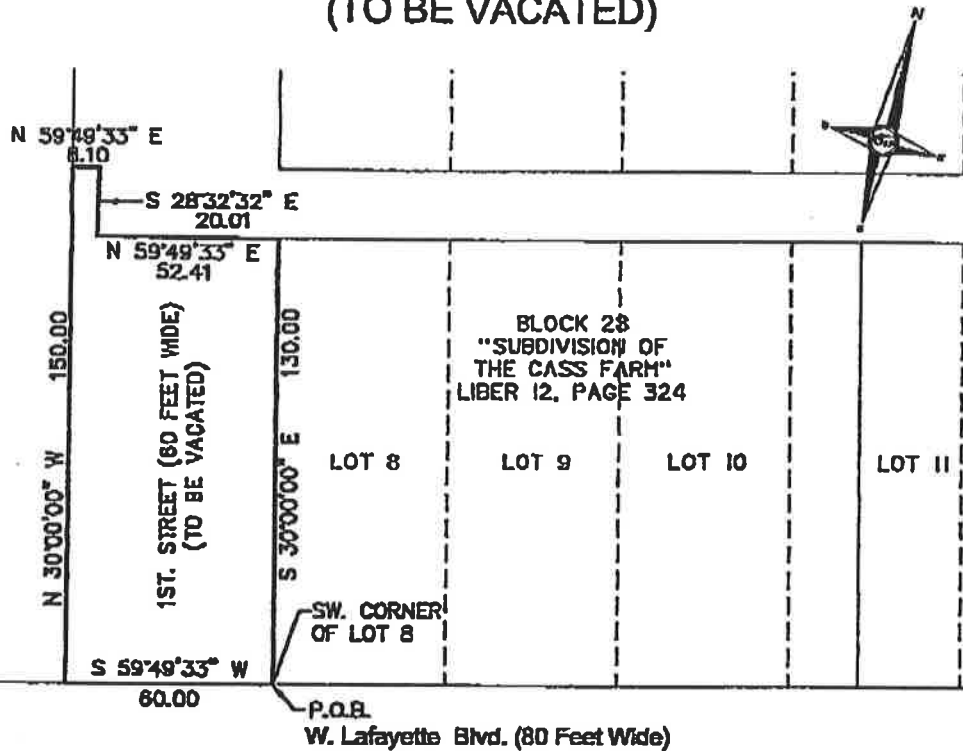 (TO BE VACATED)
N
N 59°49'33" E
8.10
S 28°32'32" E
20.01
N 59°49'33" E
52.41
N 30°00'00" W 150.00
1ST. STREET (60 FEET WIDE)
(TO BE VACATED)
S 30°00'00" E 130.00
BLOCK 28
"SUBDIVISION OF
THE CASS FARM"
LIBER 12, PAGE 324
LOT 8
LOT 9
LOT 10
LOT 11
SW. CORNER
OF LOT 8
S 59°49'33" W
60.00
P.O.B.
W. Lafayette Blvd. (80 Feet Wide)